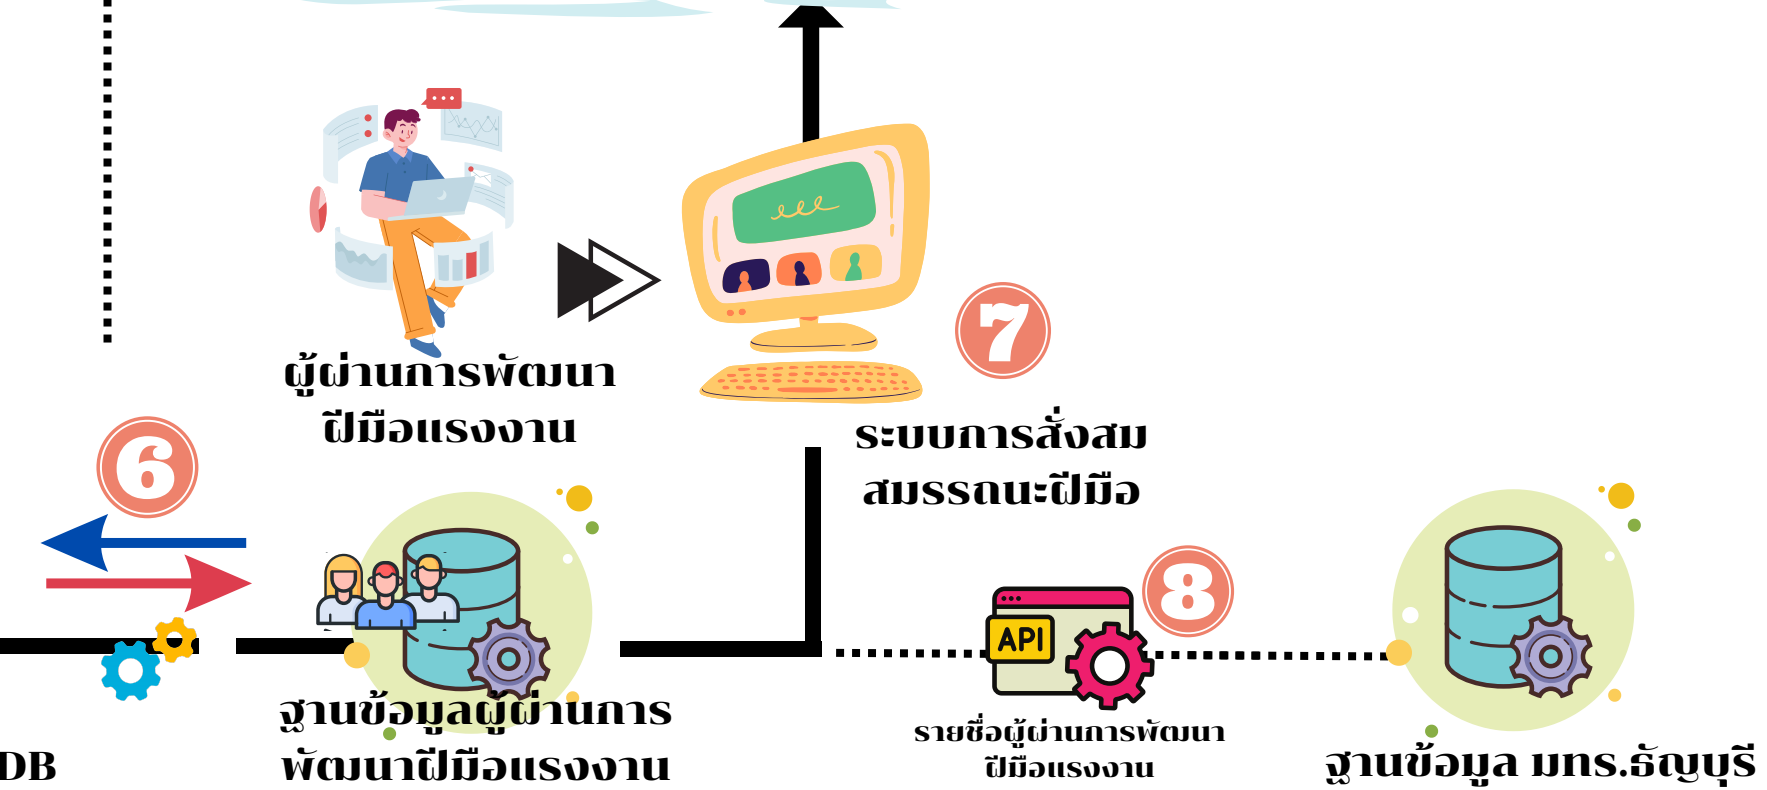 ผู้ผ่านการพัฒนา
ฝีมือแรงงาน
7
ระบบการสั่งสม
สมรรถนะฝีมือ
6
8
API
ฐานข้อมูลผู้ผ่านการ
พัฒนาฝีมือแรงงาน
รายชื่อผู้ผ่านการพัฒนา
ฝีมือแรงงาน
ฐานข้อมูล มทร.ธัญบุรี
DB